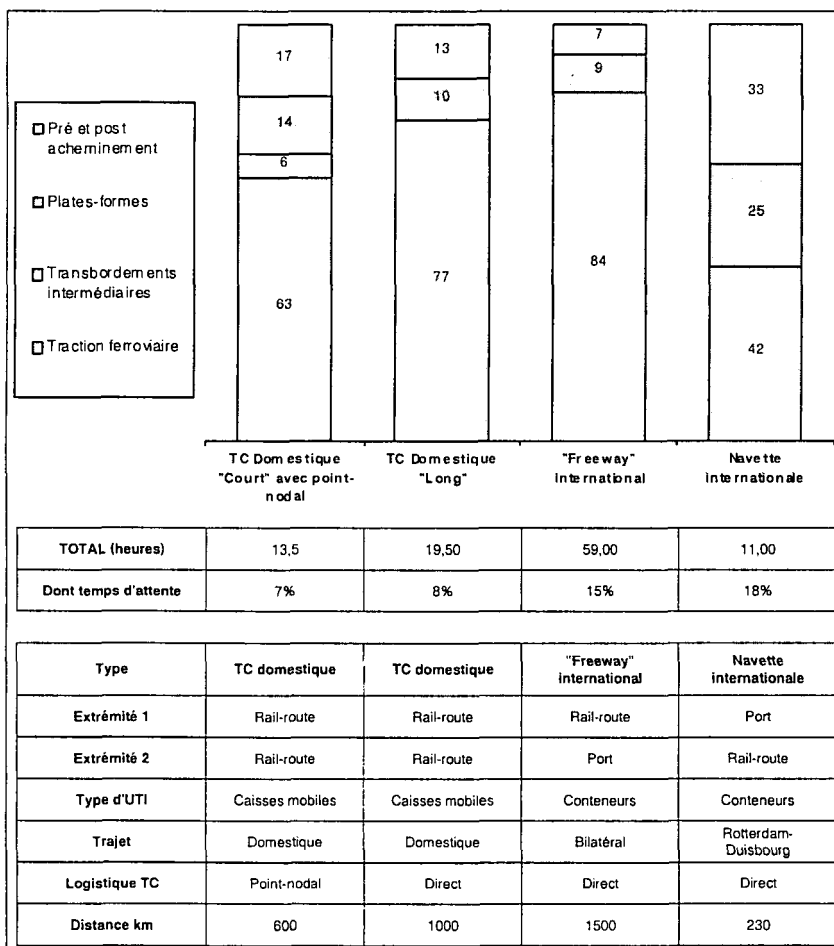 Pré et post
acheminement
Plates-formes
Transbordements
intermédiaires
Traction ferroviaire
17 13 7 33
14 10 9 25
6
63 77 84 42
TC Domestique "Court" avec point-nodal TC Domestique "Long" "Freeway" international Navette internationale
TOTAL (heures) 13,5 19,50 59,00 11,00
Dont temps d'attente 7% 8% 15% 18%
Type TC domestique TC domestique "Freeway" international Navette internationale
Extrémité 1 Rail-route Rail-route Rail-route Port
Extrémité 2 Rail-route Rail-route Port Rail-route
Type d'UTI Caisses mobiles Caisses mobiles Conteneurs Conteneurs
Trajet Domestique Domestique Bilatéral Rotterdam-Duisbourg
Logistique TC Point-nodal Direct Direct Direct
Distance km 600 1000 1500 230